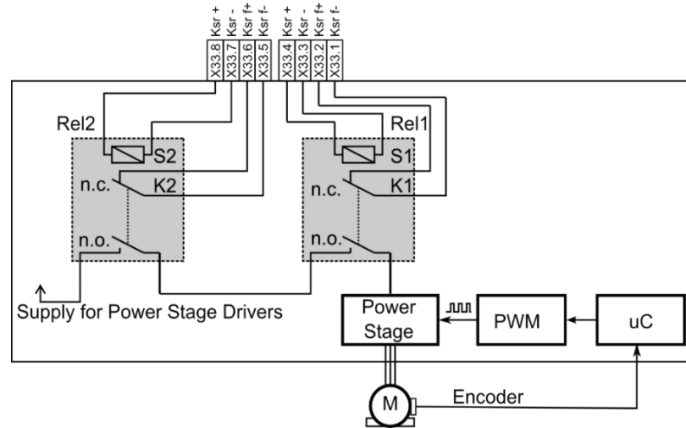 Ksr +
Ksr -
Ksr f+
Ksr f-
Ksr +
Ksr -
Ksr f+
Ksr f-
X33.8
X33.7
X33.6
X33.5
X33.4
X33.3
X33.2
X33.1
Rel2
Rel1
S2
S1
n.c.
K2
n.c.
K1
n.o.
n.o.
Supply for Power Stage Drivers
Power
Stage
PWM
uC
M
Encoder